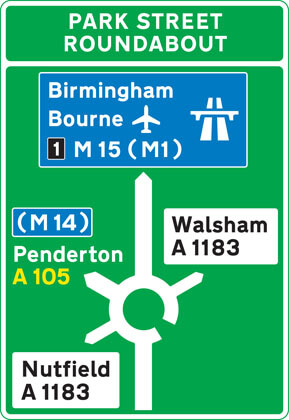 PARK STREET
ROUNDABOUT
Birmingham
Bourne
1 M 15 (M1)
(M 14)
Penderton
A 105
Walsham
A 1183
Nutfield
A 1183